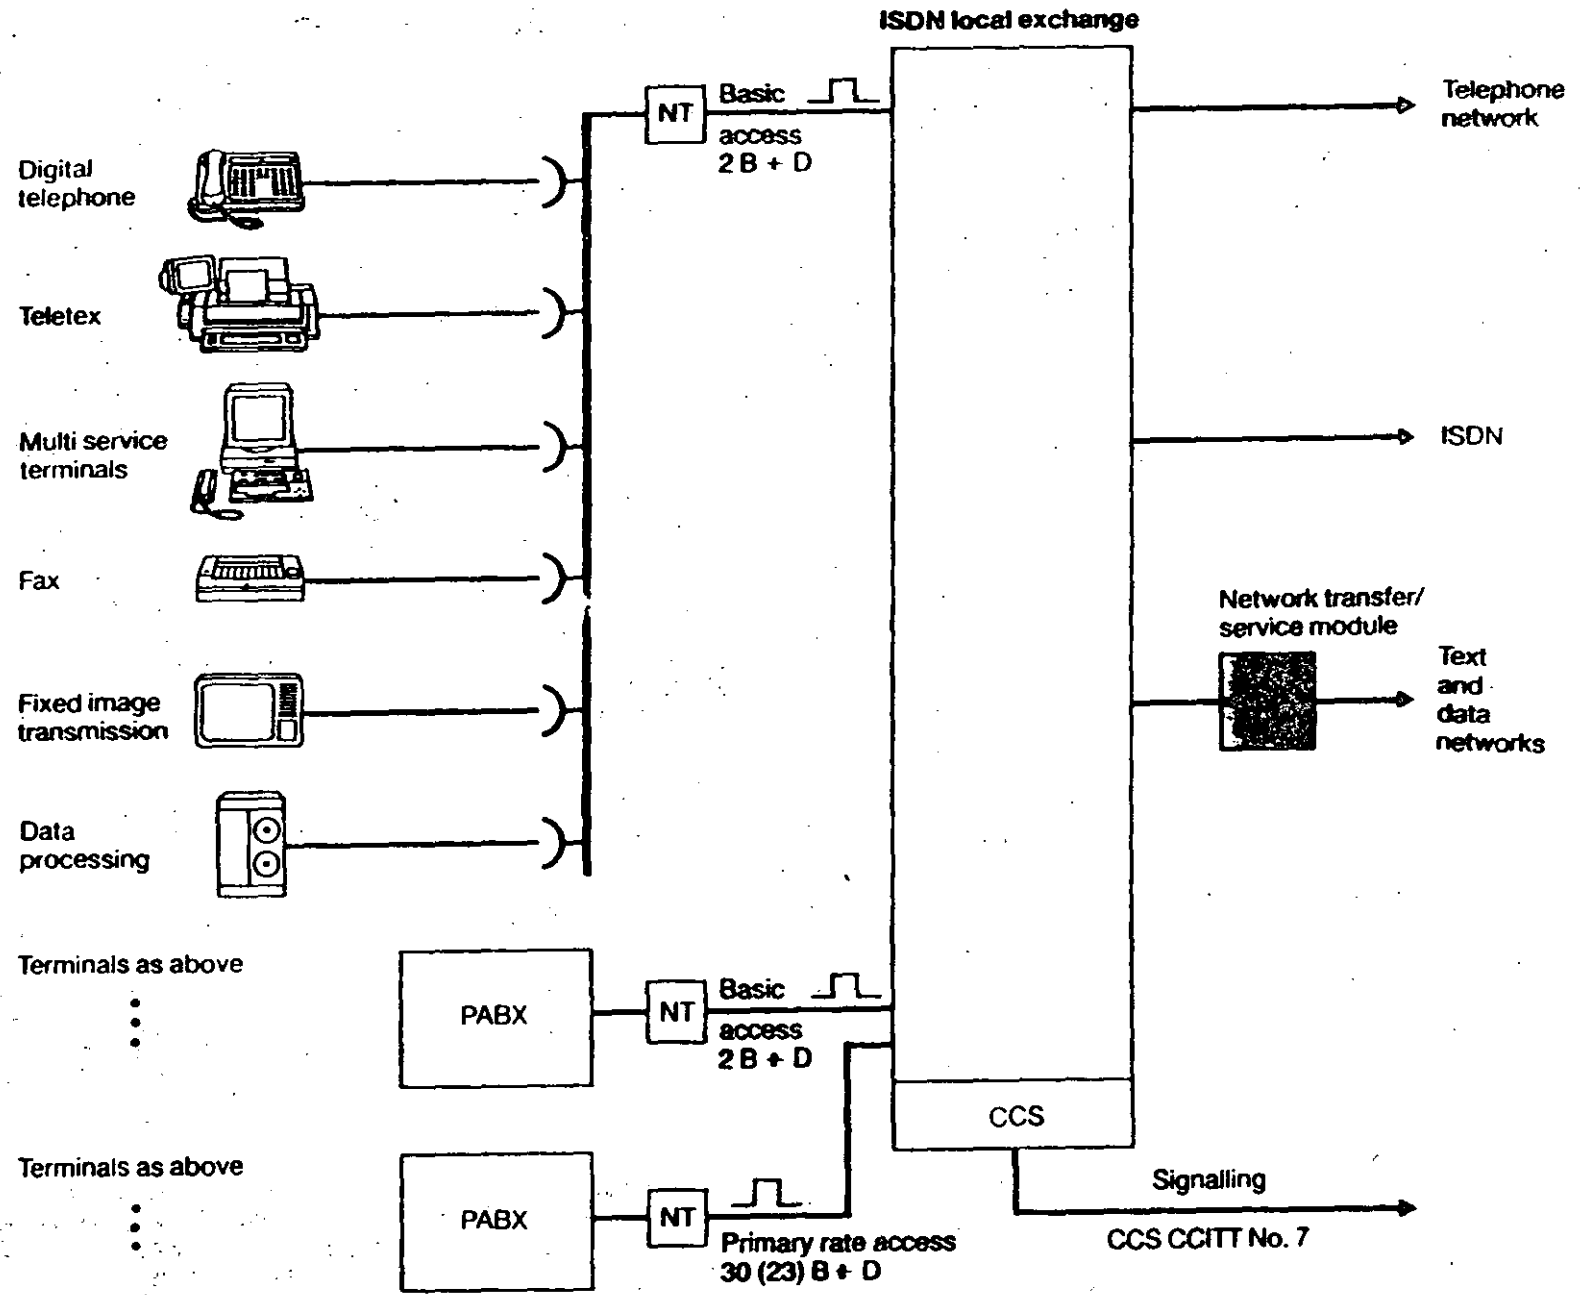 ISDN local exchange
NT
Basic
access
2 B + D
Telephone
network
Digital
telephone
Teletex
Multi service
terminals
ISDN
Fax
Network transfer/
service module
Fixed image
transmission
Text
and
data
networks
Data
processing
Terminals as above
PABX
NT
Basic
access
2 B + D
CCS
Terminals as above
PABX
NT
Primary rate access
30 (23) B + D
Signalling
CCS CCITT No. 7